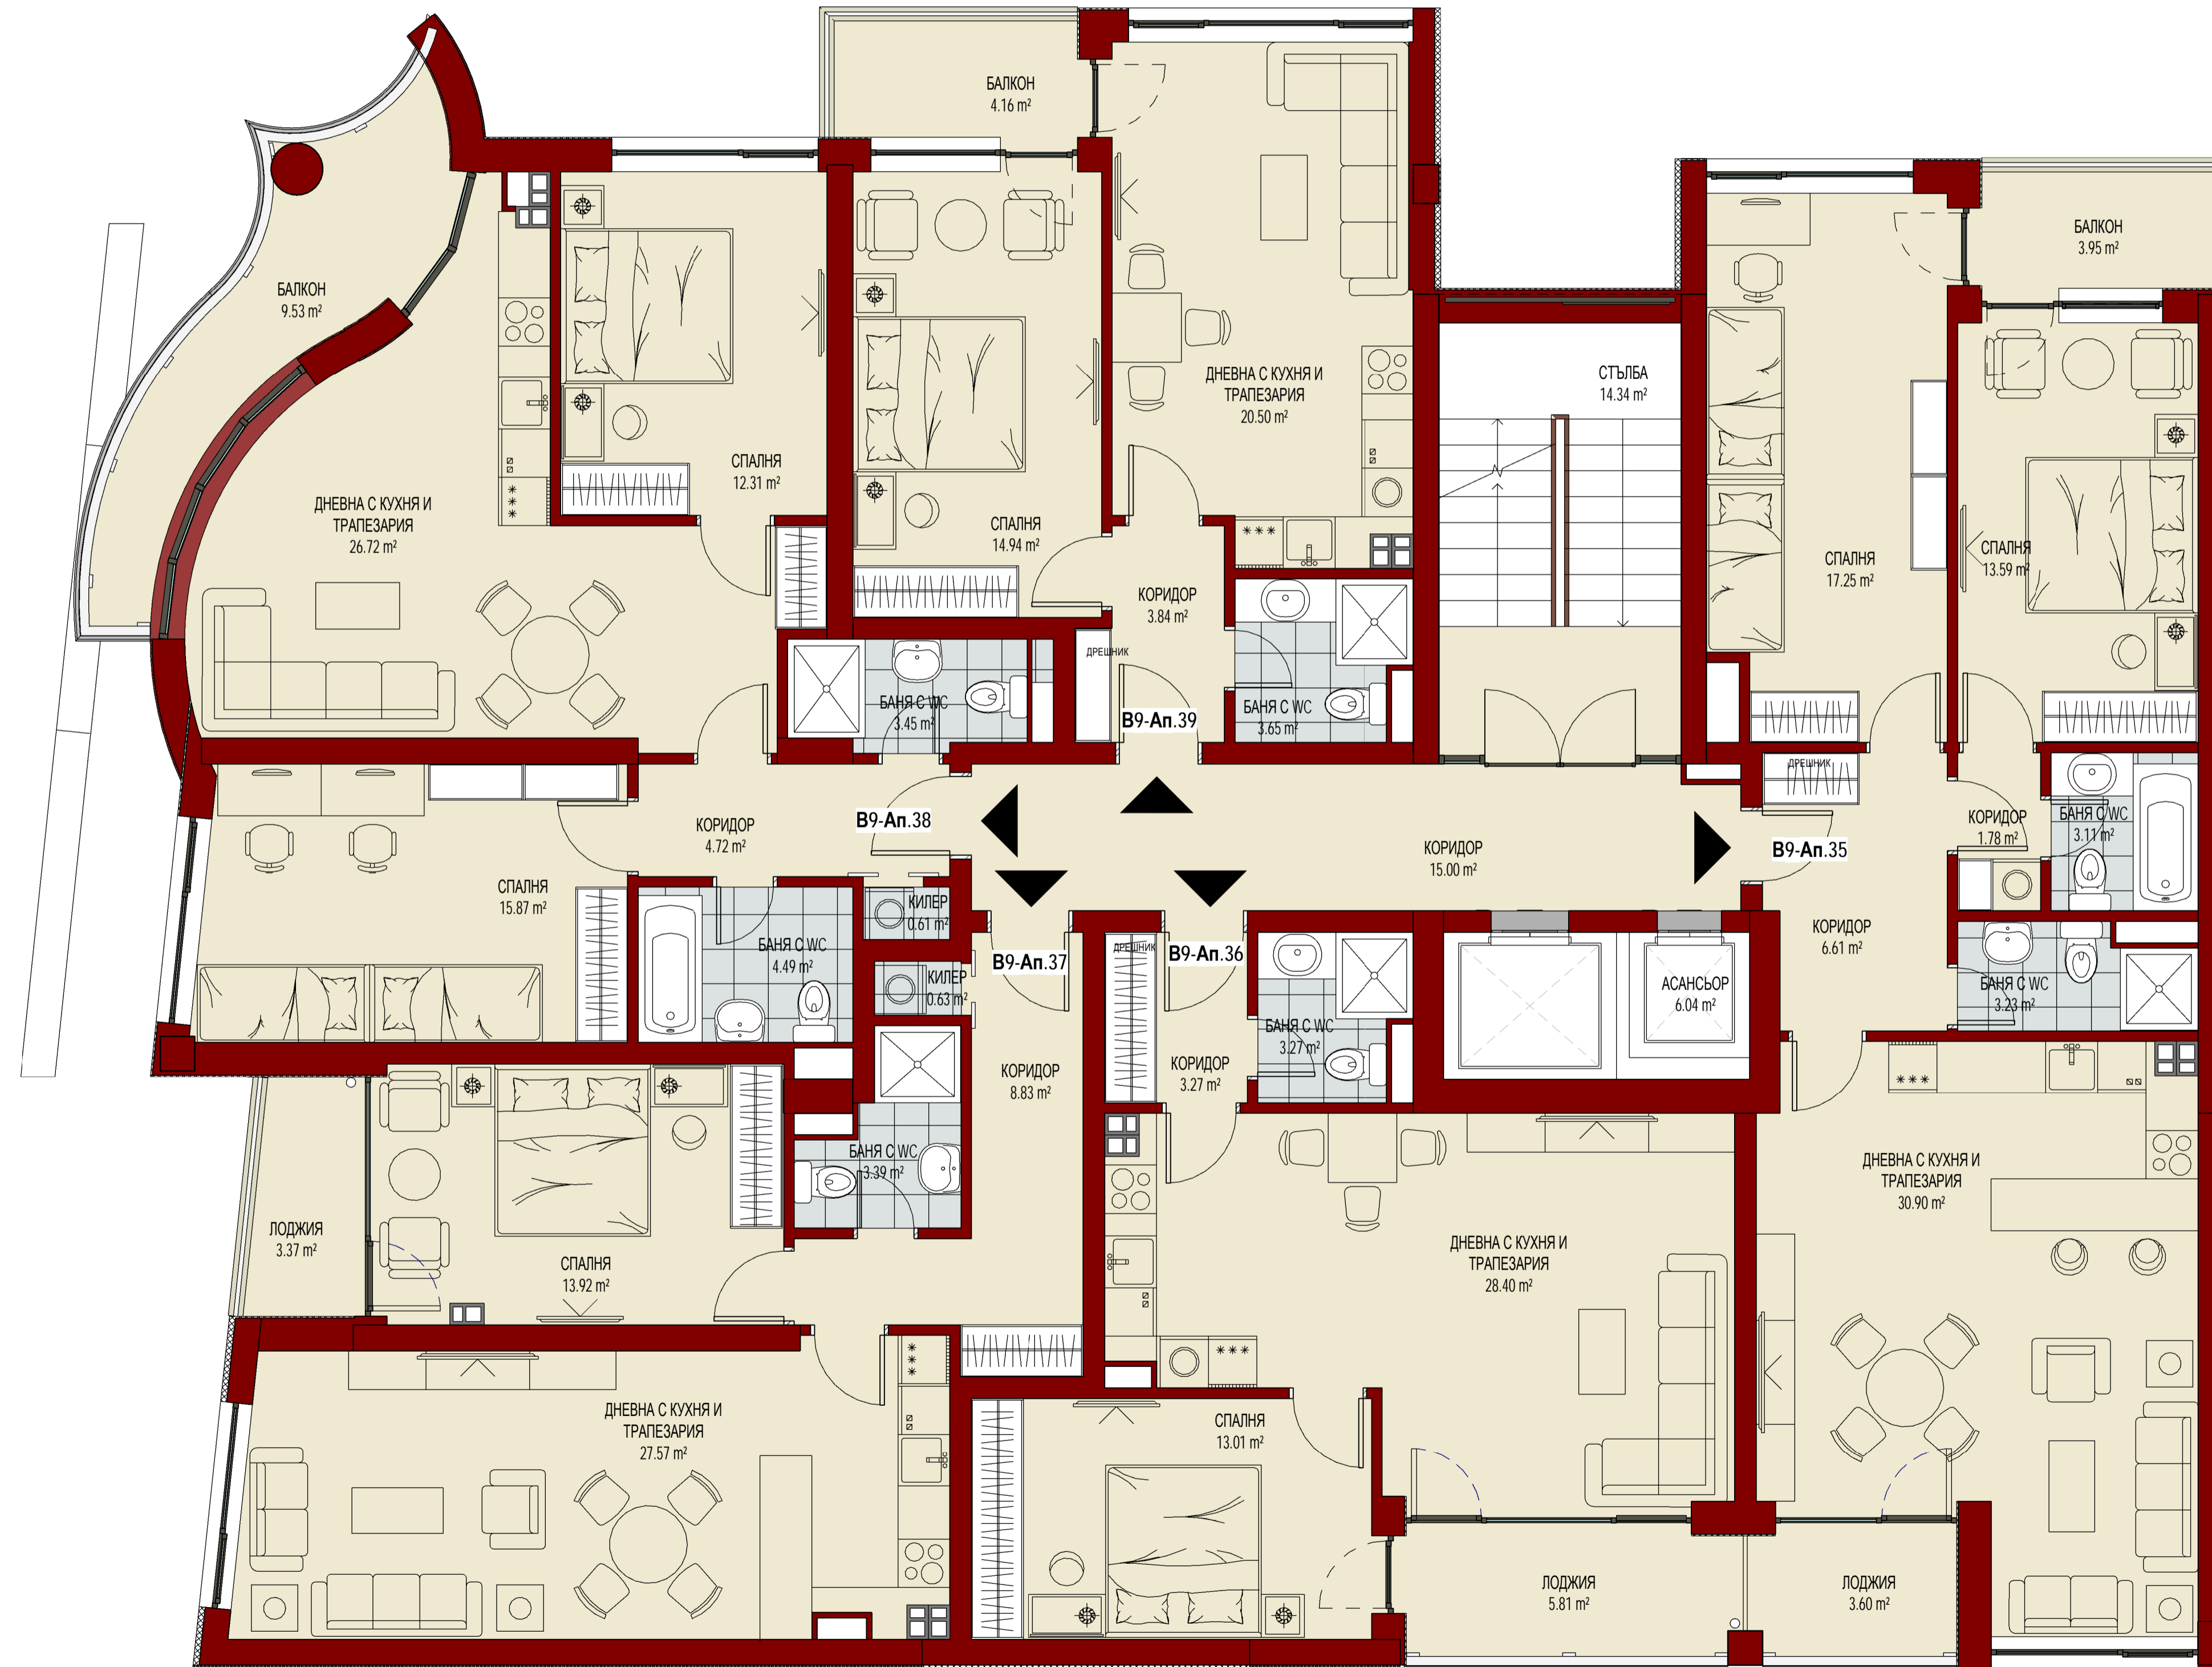 БАЛКОН
4.16 m²
БАЛКОН
9.53 m²
БАЛКОН
3.95 m²
СТЪЛБА
14.34 m²
ДНЕВНА С КУХНЯ И
ТРАПЕЗАРИЯ
20.50 m²
СПАЛНЯ
12.31 m²
ДНЕВНА С КУХНЯ И
ТРАПЕЗАРИЯ
26.72 m²
СПАЛНЯ
14.94 m²
СПАЛНЯ
17.25 m²
СПАЛНЯ
13.59 m²
КОРИДОР
3.84 m²
ДРЕШНИК
БАНЯ С WC
3.45 m²
B9-Ап.39
БАНЯ С WC
3.65 m²
ДРЕШНИК
B9-Ап.38
КОРИДОР
4.72 m²
КОРИДОР
15.00 m²
B9-Ап.35
КОРИДОР
1.78 m²
БАНЯ С WC
3.11 m²
СПАЛНЯ
15.87 m²
КИЛЕР
0.61 m²
БАНЯ С WC
4.49 m²
КИЛЕР
0.63 m²
B9-Ап.37
ДРЕШНИК
B9-Ап.36
КОРИДОР
6.61 m²
АСАНСЬОР
6.04 m²
БАНЯ С WC
3.23 m²
БАНЯ С WC
3.27 m²
КОРИДОР
8.83 m²
КОРИДОР
3.27 m²
БАНЯ С WC
3.39 m²
ДНЕВНА С КУХНЯ И
ТРАПЕЗАРИЯ
30.90 m²
ЛОДЖИЯ
3.37 m²
СПАЛНЯ
13.92 m²
ДНЕВНА С КУХНЯ И
ТРАПЕЗАРИЯ
28.40 m²
ДНЕВНА С КУХНЯ И
ТРАПЕЗАРИЯ
27.57 m²
СПАЛНЯ
13.01 m²
ЛОДЖИЯ
5.81 m²
ЛОДЖИЯ
3.60 m²